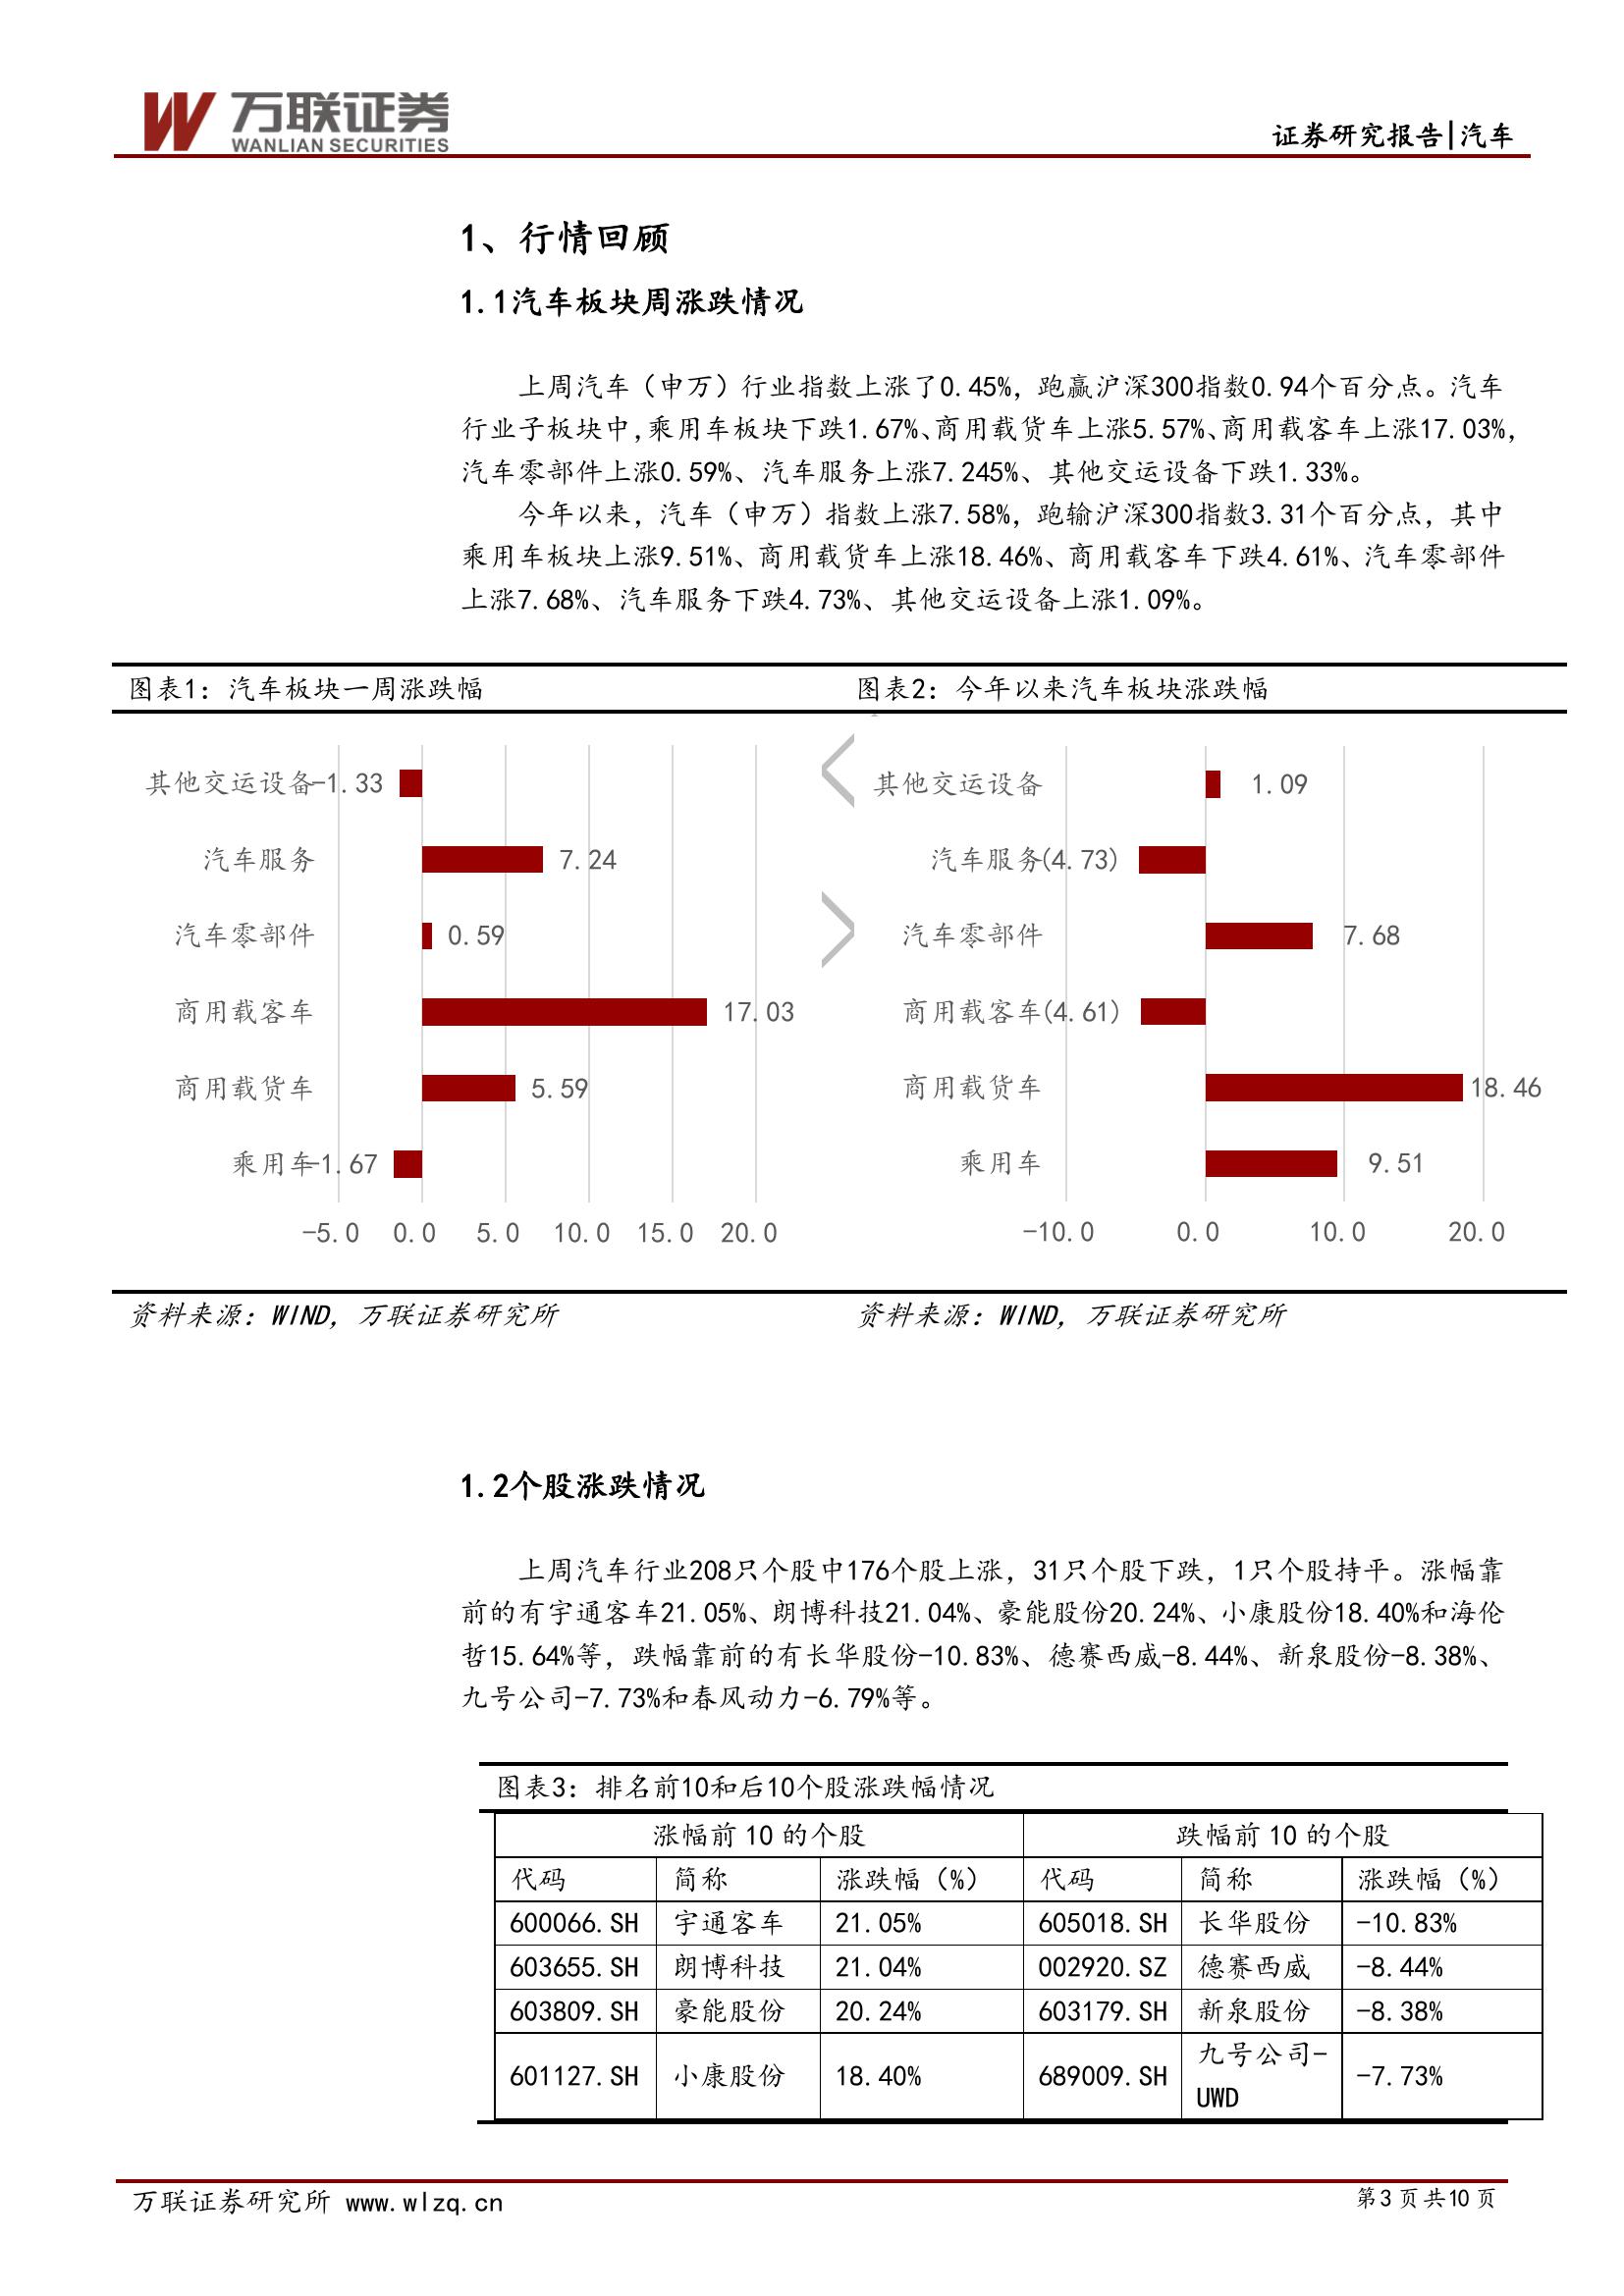 万联证券
WANLIAN SECURITIES
证券研究报告|汽车
1、行情回顾
1.1汽车板块周涨跌情况
上周汽车（申万）行业指数上涨了0.45%，跑赢沪深300指数0.94个百分点。汽车
行业子板块中,乘用车板块下跌1.67%、商用载货车上涨5.57%、商用载客车上涨17.03%，
汽车零部件上涨0.59%、汽车服务上涨7.245%、其他交运设备下跌1.33%。
今年以来，汽车（申万）指数上涨7.58%，跑输沪深300指数3.31个百分点，其中
乘用车板块上涨9.51%、商用载货车上涨18.46%、商用载客车下跌4.61%、汽车零部件
上涨7.68%、汽车服务下跌4.73%、其他交运设备上涨1.09%。
图表1：汽车板块一周涨跌幅
其他交运设备 -1.33
汽车服务 7.24
汽车零部件 0.59
商用载客车 17.03
商用载货车 5.59
乘用车 -1.67
-5.0 0.0 5.0 10.0 15.0 20.0
资料来源：WIND，万联证券研究所
图表2：今年以来汽车板块涨跌幅
其他交运设备 1.09
汽车服务 (4.73)
汽车零部件 7.68
商用载客车 (4.61)
商用载货车 18.46
乘用车 9.51
-10.0 0.0 10.0 20.0
资料来源：WIND，万联证券研究所
1.2个股涨跌情况
上周汽车行业208只个股中176个股上涨，31只个股下跌，1只个股持平。涨幅靠
前的有宇通客车21.05%、朗博科技21.04%、豪能股份20.24%、小康股份18.40%和海伦
哲15.64%等，跌幅靠前的有长华股份-10.83%、德赛西威-8.44%、新泉股份-8.38%、
九号公司-7.73%和春风动力-6.79%等。
图表3：排名前10和后10个股涨跌幅情况
涨幅前 10 的个股 跌幅前 10 的个股
代码 简称 涨跌幅（%） 代码 简称 涨跌幅（%）
600066.SH 宇通客车 21.05% 605018.SH 长华股份 -10.83%
603655.SH 朗博科技 21.04% 002920.SZ 德赛西威 -8.44%
603809.SH 豪能股份 20.24% 603179.SH 新泉股份 -8.38%
601127.SH 小康股份 18.40% 689009.SH 九号公司-
UWD -7.73%
万联证券研究所 www.wlzq.cn
第3页共10页